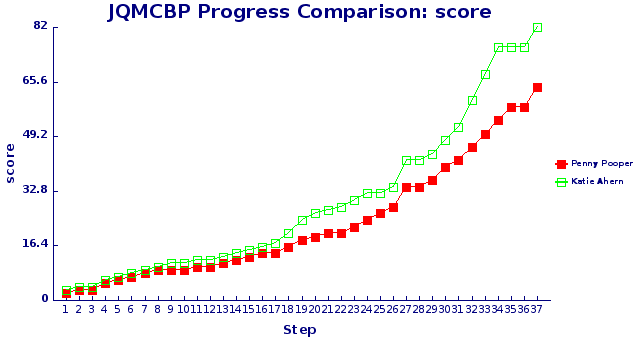 JQMCBP Progress Comparison: score
82
65.6
49.2
32.8
16.4
0
score
1 2 3 4 5 6 7 8 9 10 11 12 13 14 15 16 17 18 19 20 21 22 23 24 25 26 27 28 29 30 31 32 33 34 35 36 37
Step
Penny Pooper
Katie Ahern